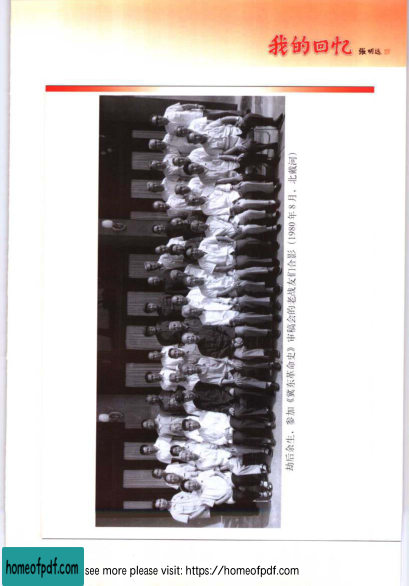 我的回忆 张明远
劫后余生，参加《冀东革命史》审稿会的老战友们合影（1980年8月，北戴河）
homeofpdf.com
see more please visit: https://homeofpdf.com